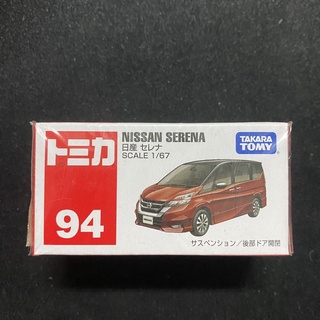 トミカ
94
NISSAN SERENA
日産 セレナ
SCALE 1/67
TAKARA
TOMY
サスペンション/後部ドア開閉